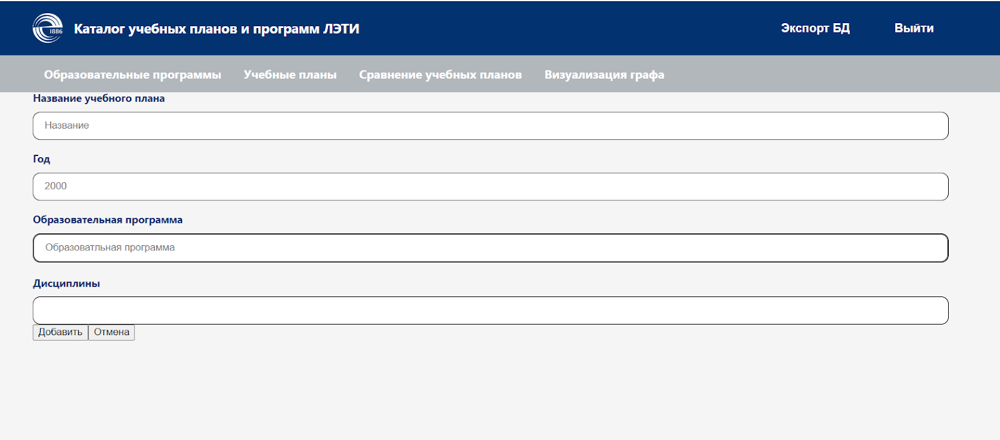 1886
Каталог учебных планов и программ ЛЭТИ
Экспорт БД
Выйти
Образовательные программы
Учебные планы
Сравнение учебных планов
Визуализация графа
Название учебного плана
Название
Год
2000
Образовательная программа
Образоватльная программа
Дисциплины
Добавить
Отмена